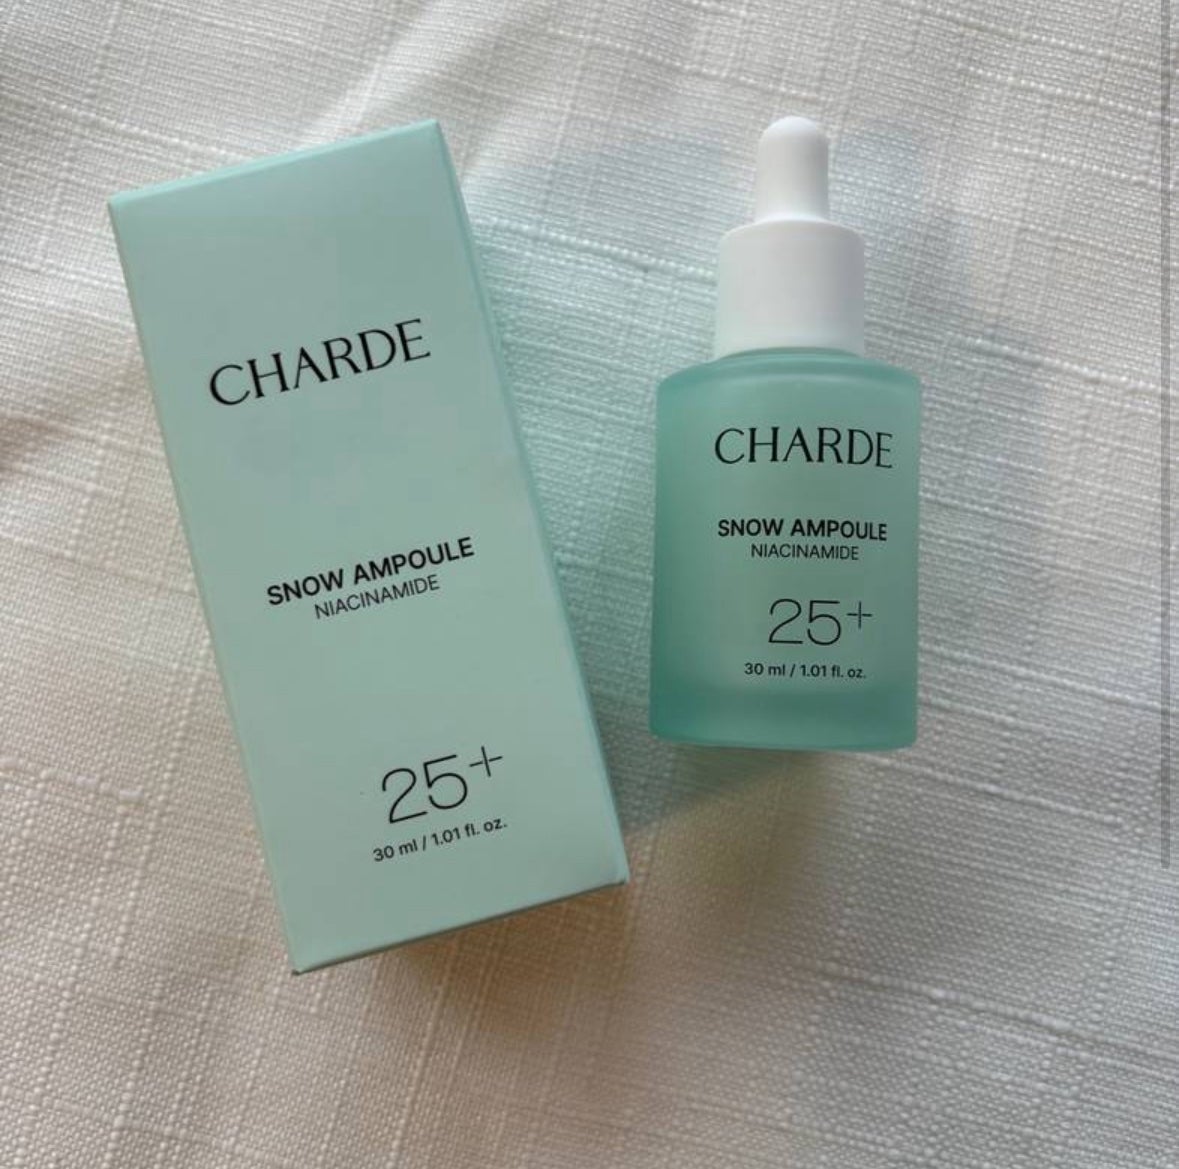 CHARDE
SNOW AMPOULE
NIACINAMIDE
25+
30 ml / 1.01 fl. oz.
CHARDE
SNOW AMPOULE
NIACINAMIDE
25+
30 ml / 1.01 fl. oz.